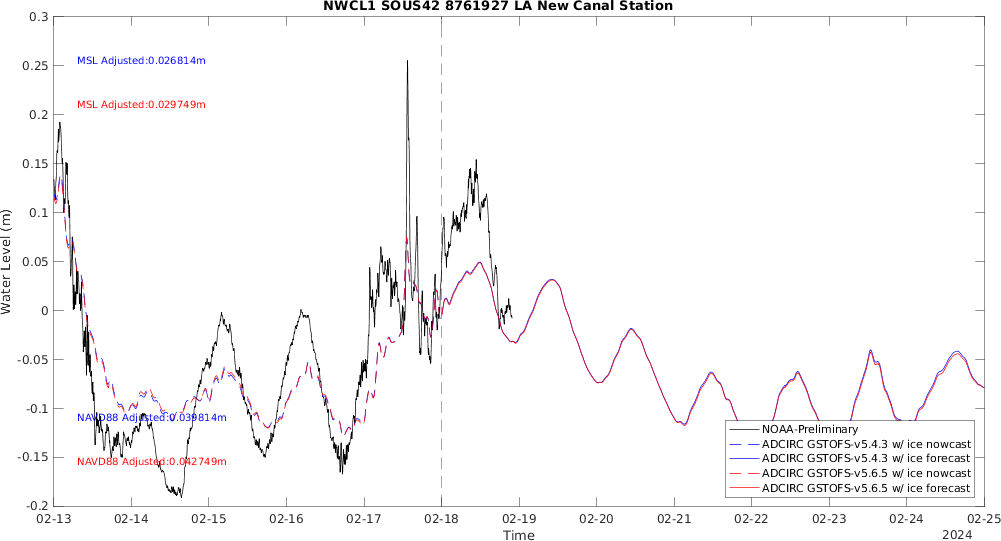 NWCL1 SOUS42 8761927 LA New Canal Station
0.3
0.25
0.2
0.15
0.1
0.05
0
-0.05
-0.1
-0.15
-0.2
Water Level (m)
MSL Adjusted:0.026814m
MSL Adjusted:0.029749m
NAVD88 Adjusted:0.039814m
NAVD88 Adjusted:0.042749m
NOAA-Preliminary
ADCIRC GSTOFS-v5.4.3 w/ ice nowcast
ADCIRC GSTOFS-v5.4.3 w/ ice forecast
ADCIRC GSTOFS-v5.6.5 w/ ice nowcast
ADCIRC GSTOFS-v5.6.5 w/ ice forecast
02-13 02-14 02-15 02-16 02-17 02-18 02-19 02-20 02-21 02-22 02-23 02-24 02-25
Time
2024